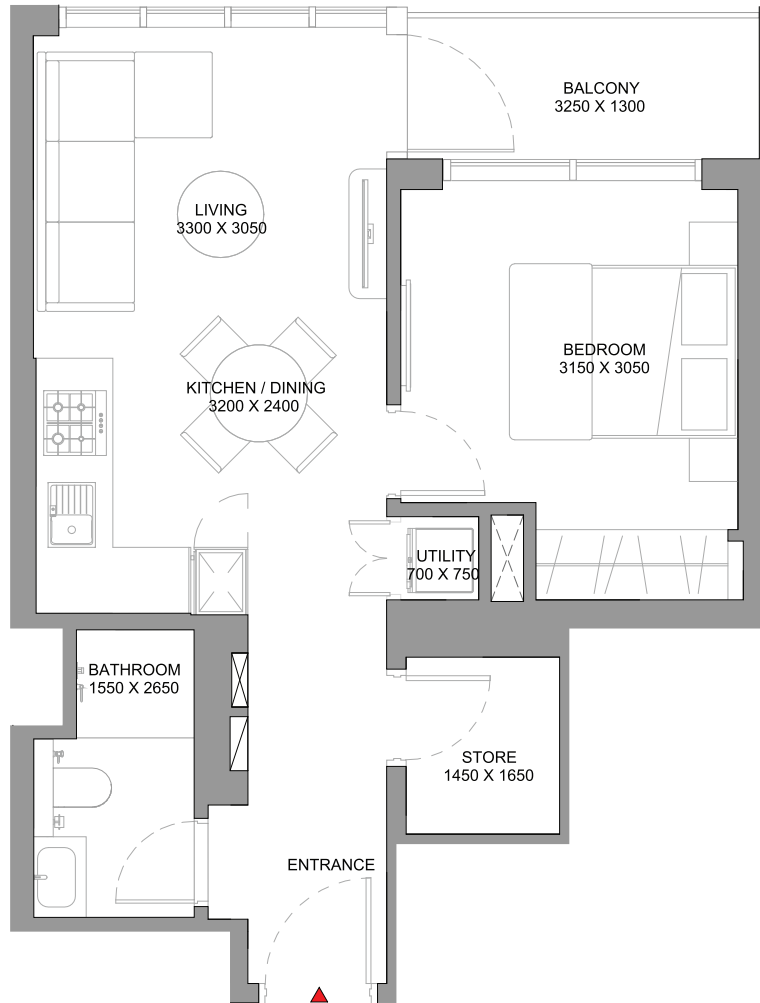 BALCONY
3250 X 1300
LIVING
3300 X 3050
BEDROOM
3150 X 3050
KITCHEN / DINING
3200 X 2400
UTILITY
700 X 750
BATHROOM
1550 X 2650
STORE
1450 X 1650
ENTRANCE